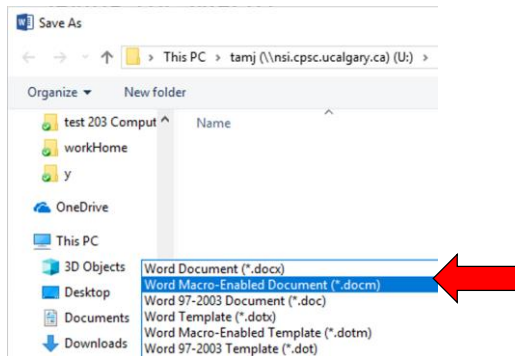 Save As
This PC > tamj (\\nsi.cpsc.ucalgary.ca) (U:) >
Organize New folder
test 203 Comput Name
workHome
y
OneDrive
This PC
3D Objects
Desktop
Documents
Downloads
Word Document (*.docx)
Word Macro-Enabled Document (*.docm)
Word 97-2003 Document (*.doc)
Word Template (*.dotx)
Word Macro-Enabled Template (*.dotm)
Word 97-2003 Template (*.dot)